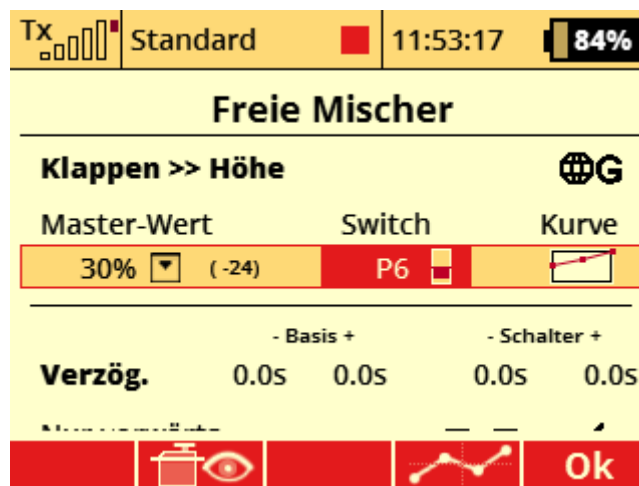 Tx Standard 11:53:17 84%
Freie Mischer
Klappen >> Höhe G
Master-Wert Switch Kurve
30% (-24) P6
- Basis + - Schalter +
Verzög. 0.0s 0.0s 0.0s 0.0s
Ok